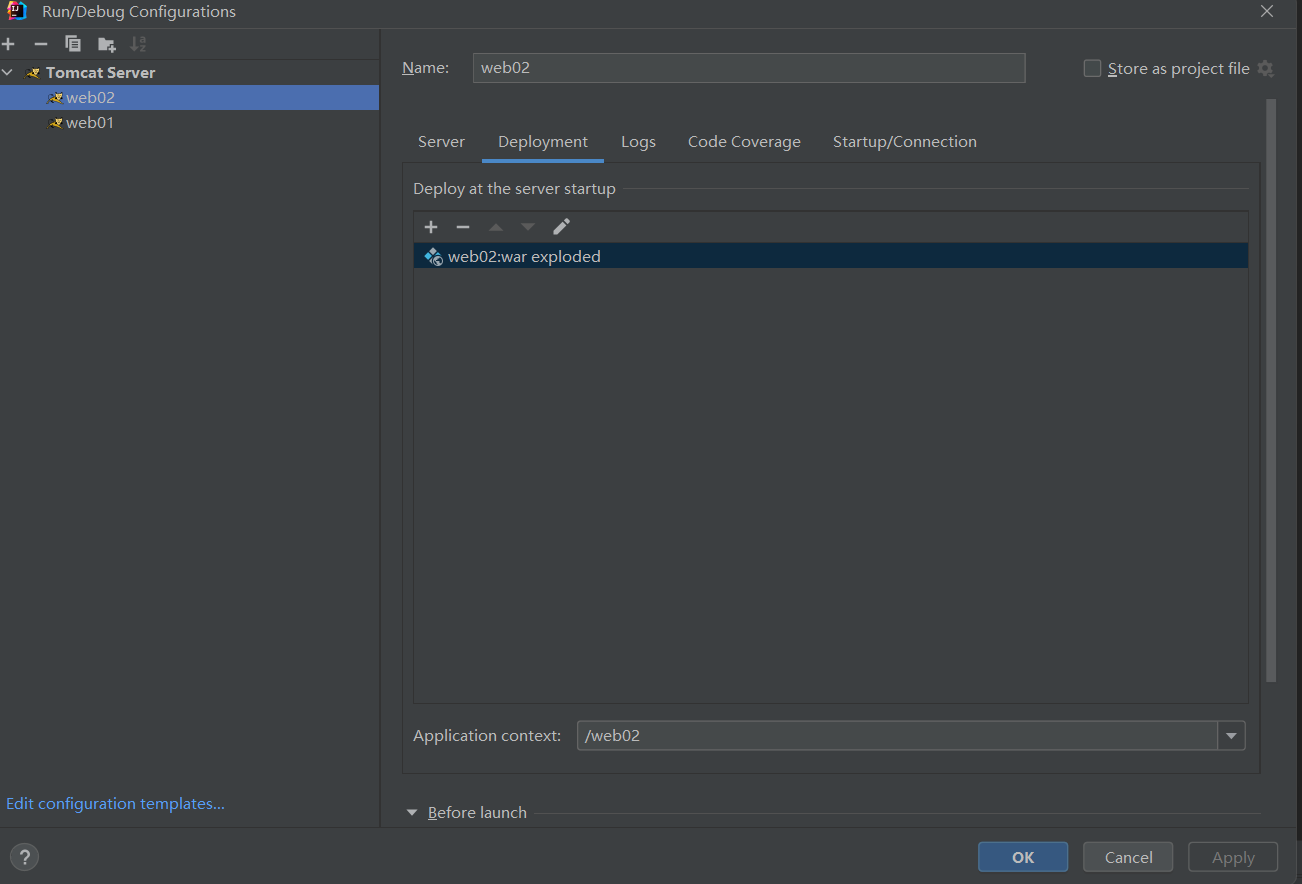 Run/Debug Configurations
Tomcat Server
web02
web01
Edit configuration templates...
Name: web02 Store as project file
Server Deployment Logs Code Coverage Startup/Connection
Deploy at the server startup
web02:war exploded
Application context: /web02
Before launch
? OK Cancel Apply